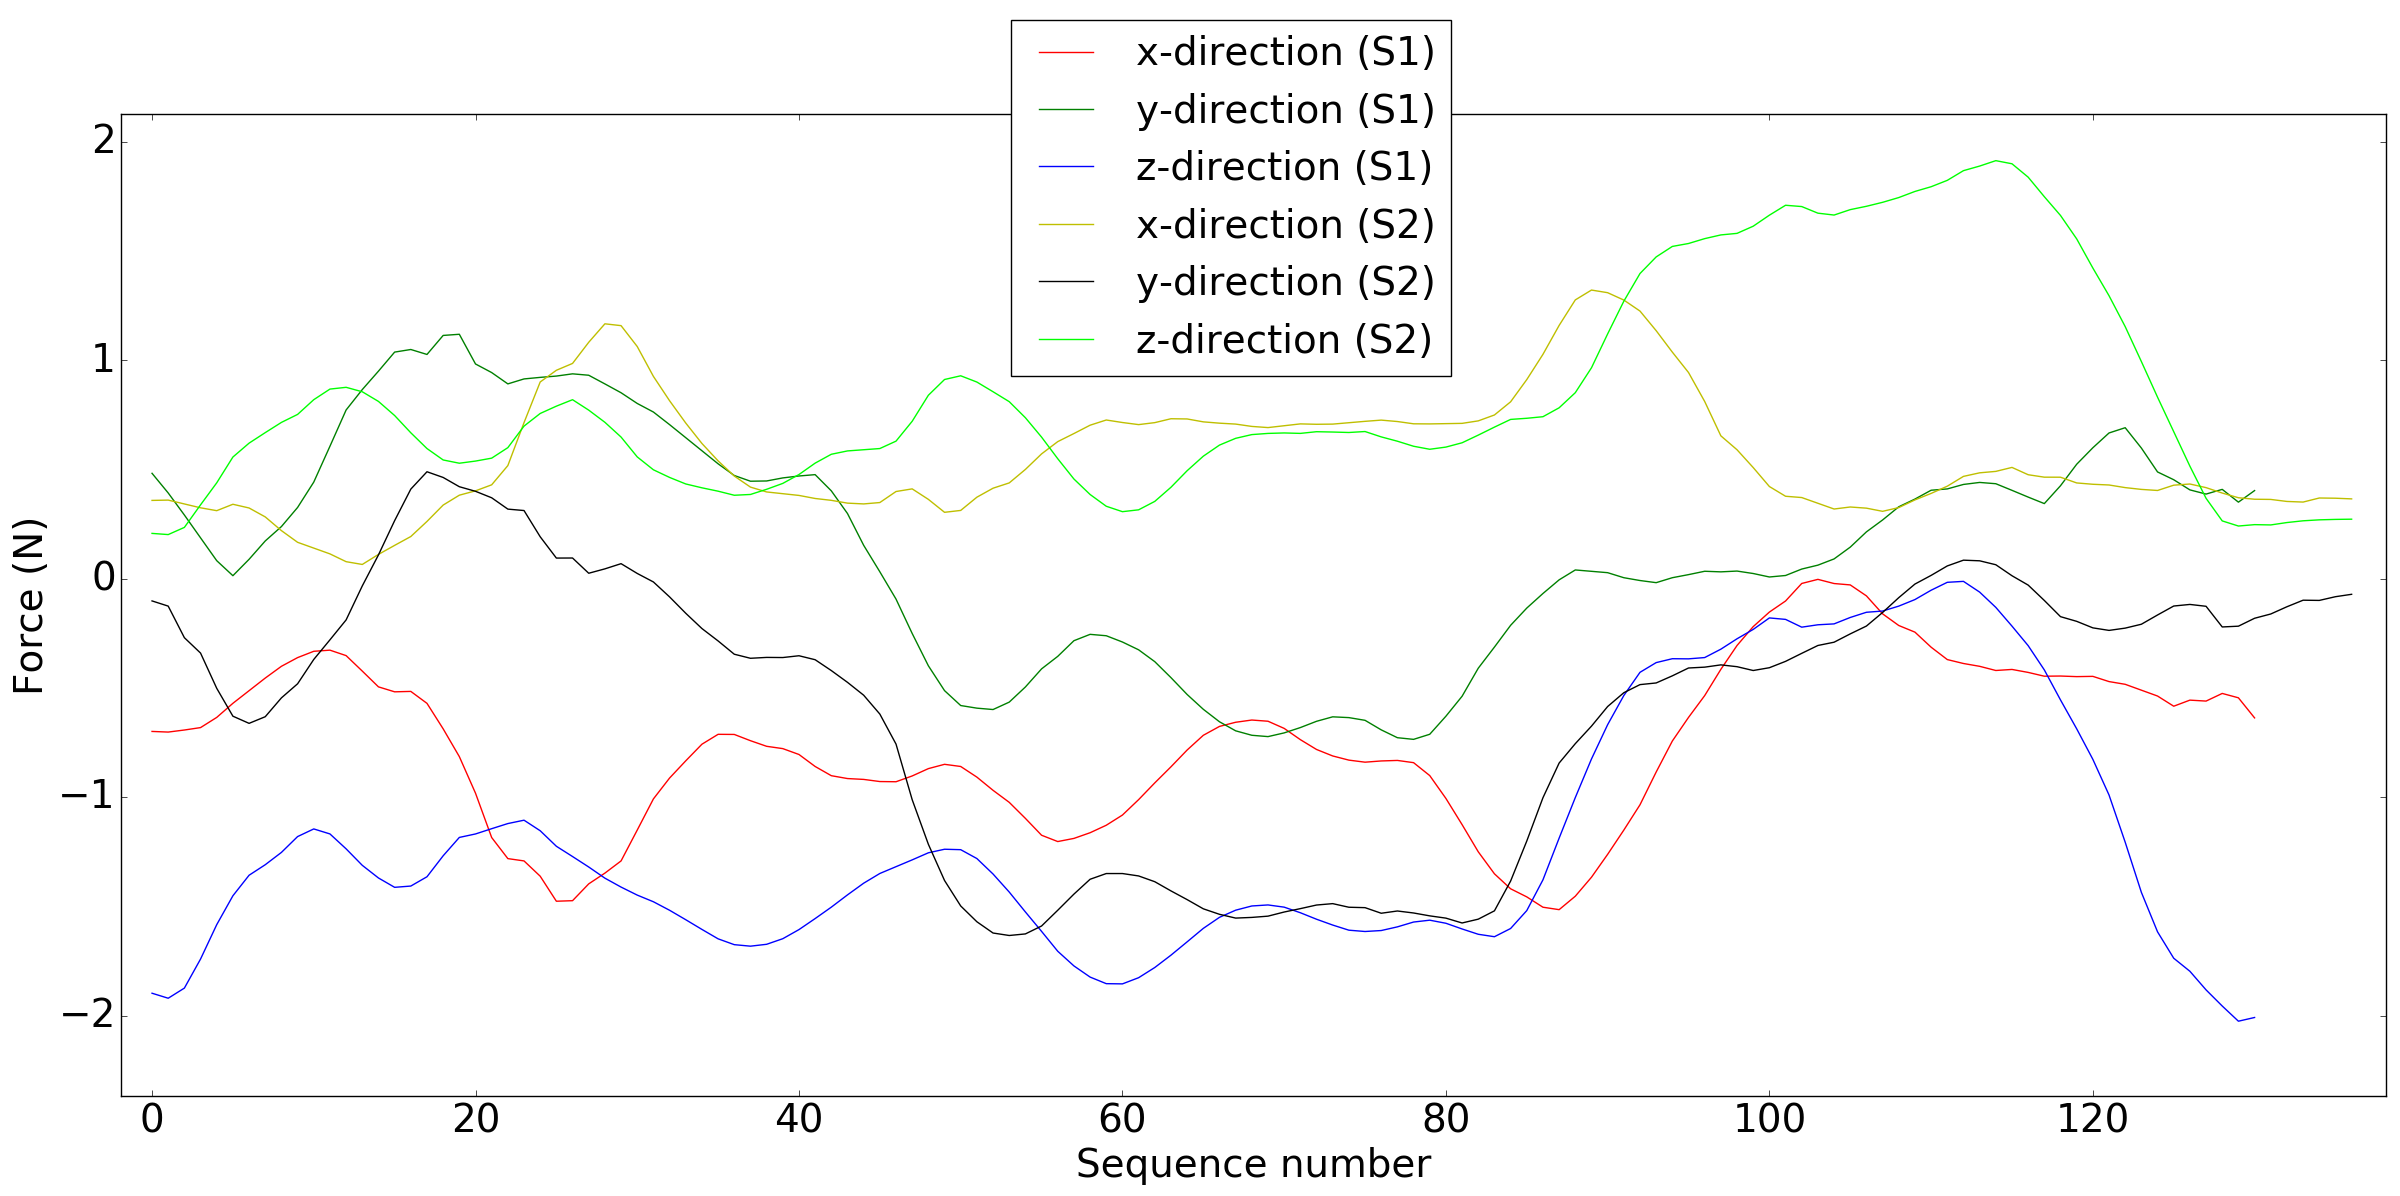 x-direction (S1)
y-direction (S1)
z-direction (S1)
x-direction (S2)
y-direction (S2)
z-direction (S2)
2
1
0
−1
−2
Force (N)
0 20 40 60 80 100 120
Sequence number